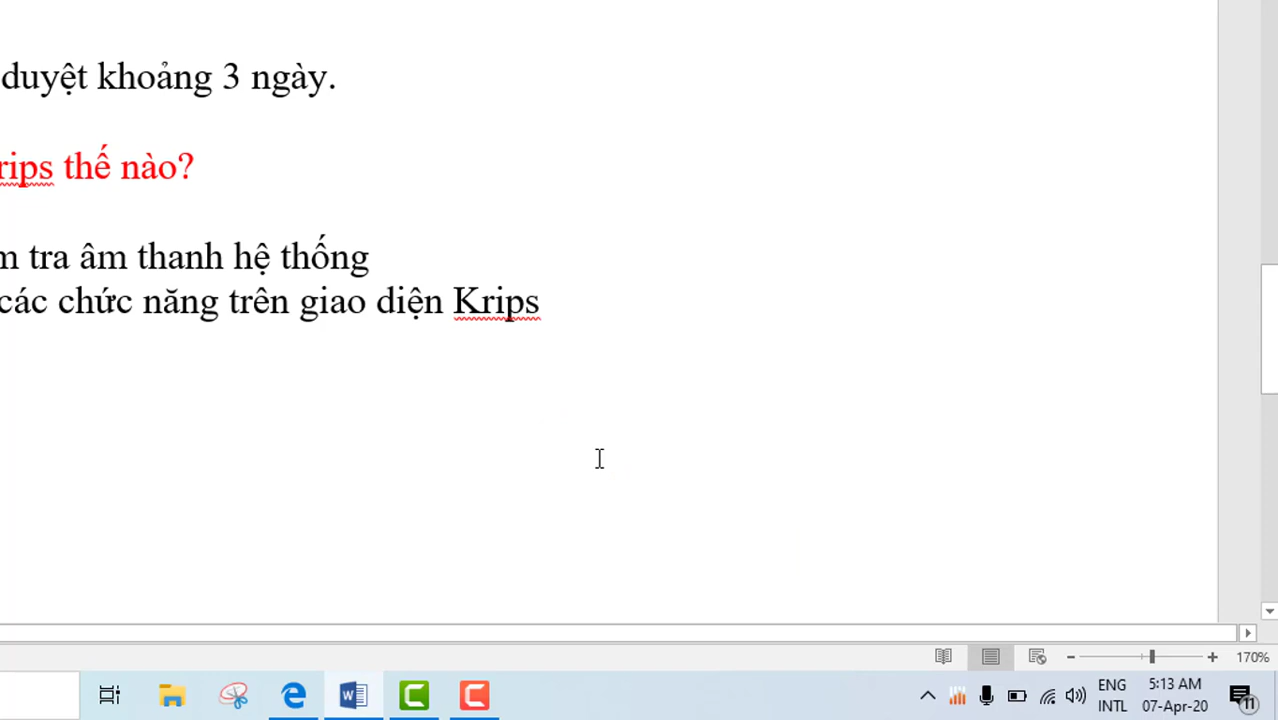 duyệt khoảng 3 ngày.
rips thế nào?
m tra âm thanh hệ thống
các chức năng trên giao diện Krips
170%
ENG
INTL
5:13 AM
07-Apr-20
11